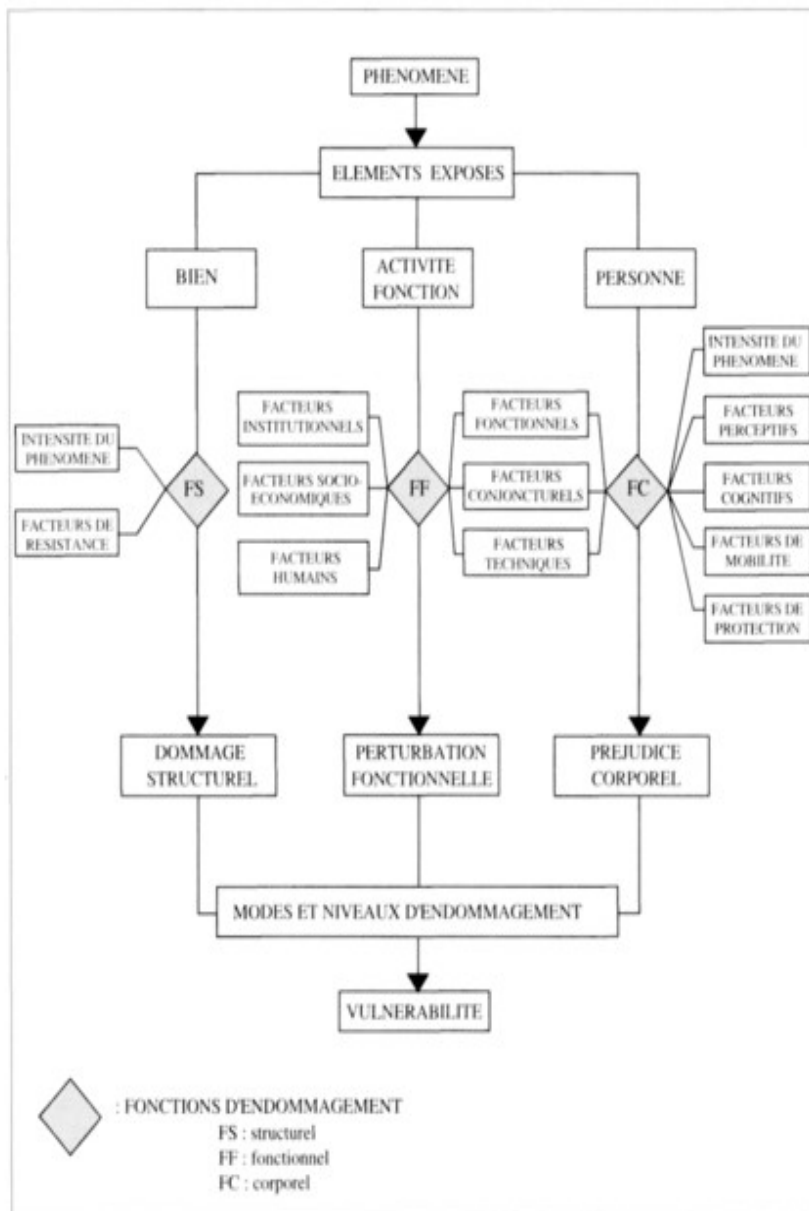 PHENOMENE
ELEMENTS EXPOSES
BIEN
ACTIVITE
FONCTION
PERSONNE
INTENSITE DU
PHENOMENE
FACTEURS DE
RESISTANCE
FS
FACTEURS
INSTITUTIONNELS
FACTEURS SOCIO-
ECONOMIQUES
FACTEURS
HUMAINS
FF
FACTEURS
FONCTIONNELS
FACTEURS
CONJONCTURELS
FACTEURS
TECHNIQUES
FC
INTENSITE DU
PHENOMENE
FACTEURS
PERCEPTIFS
FACTEURS
COGNITIFS
FACTEURS DE
MOBILITE
FACTEURS DE
PROTECTION
DOMMAGE
STRUCTUREL
PERTURBATION
FONCTIONNELLE
PREJUDICE
CORPOREL
MODES ET NIVEAUX D'ENDOMMAGEMENT
VULNERABILITE
: FONCTIONS D'ENDOMMAGEMENT
FS : structurel
FF : fonctionnel
FC : corporel